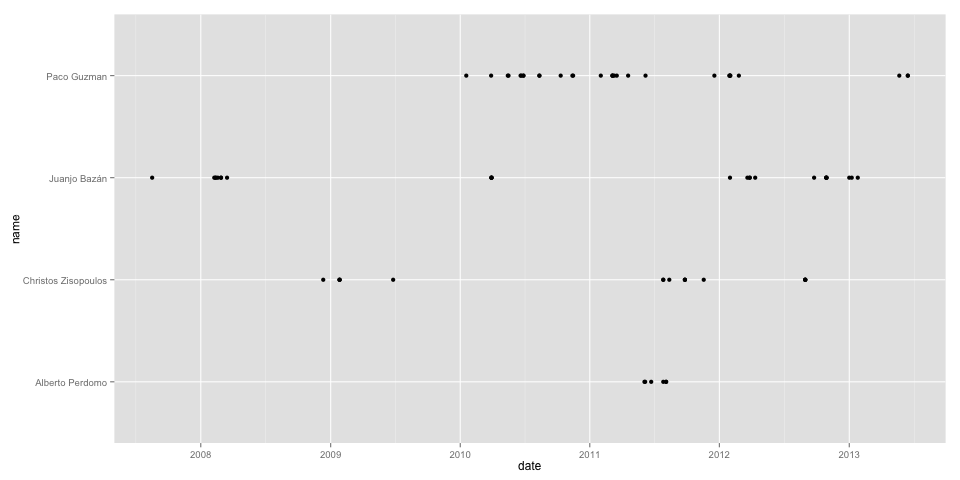 Paco Guzman
Juanjo Bazán
name
Christos Zisopoulos
Alberto Perdomo
2008 2009 2010 2011 2012 2013
date